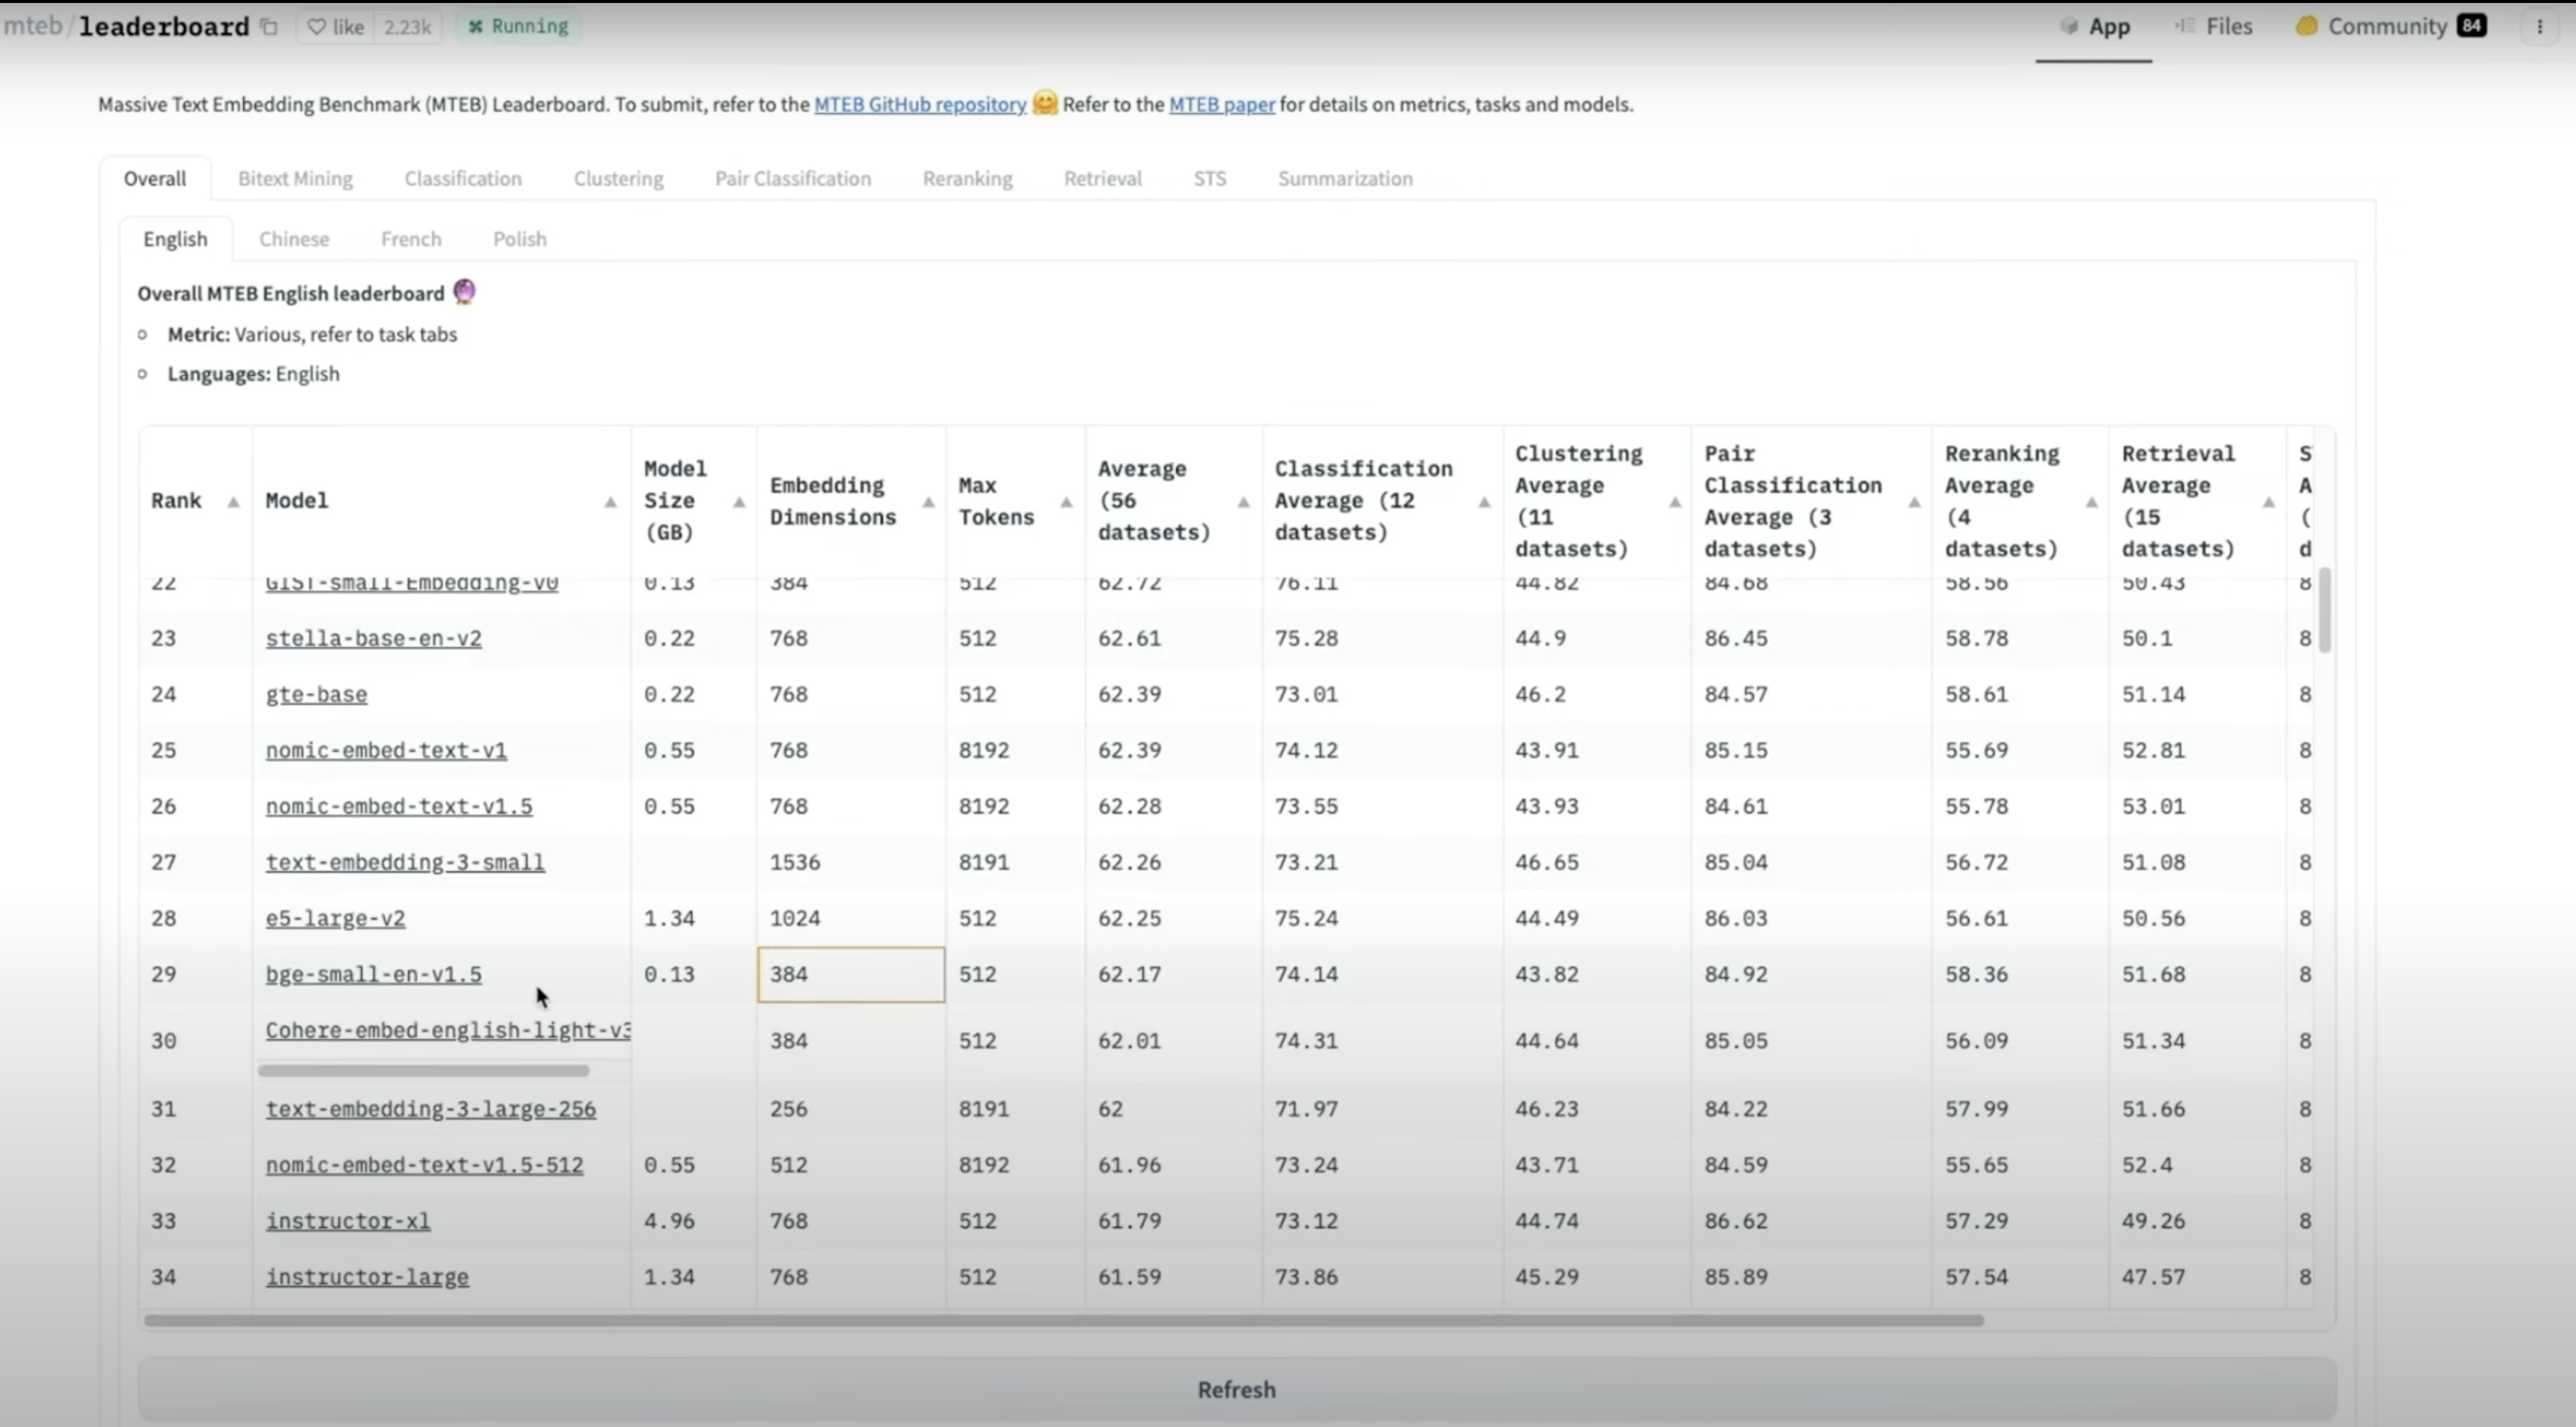 mteb/leaderboard like 2.23k Running App Files Community 84
Massive Text Embedding Benchmark (MTEB) Leaderboard. To submit, refer to the MTEB GitHub repository 🤗 Refer to the MTEB paper for details on metrics, tasks and models.
Overall Bitext Mining Classification Clustering Pair Classification Reranking Retrieval STS Summarization
English Chinese French Polish
Overall MTEB English leaderboard 🔮
Metric: Various, refer to task tabs
Languages: English
Rank Model Model Size (GB) Embedding Dimensions Max Tokens Average (56 datasets) Classification Average (12 datasets) Clustering Average (11 datasets) Pair Classification Average (3 datasets) Reranking Average (4 datasets) Retrieval Average (15 datasets) S A ( d
22 GIST-small-Embedding-v0 0.13 384 512 62.72 76.11 44.82 84.68 58.56 50.43 8
23 stella-base-en-v2 0.22 768 512 62.61 75.28 44.9 86.45 58.78 50.1 8
24 gte-base 0.22 768 512 62.39 73.01 46.2 84.57 58.61 51.14 8
25 nomic-embed-text-v1 0.55 768 8192 62.39 74.12 43.91 85.15 55.69 52.81 8
26 nomic-embed-text-v1.5 0.55 768 8192 62.28 73.55 43.93 84.61 55.78 53.01 8
27 text-embedding-3-small 1536 8191 62.26 73.21 46.65 85.04 56.72 51.08 8
28 e5-large-v2 1.34 1024 512 62.25 75.24 44.49 86.03 56.61 50.56 8
29 bge-small-en-v1.5 0.13 384 512 62.17 74.14 43.82 84.92 58.36 51.68 8
30 Cohere-embed-english-light-v3 384 512 62.01 74.31 44.64 85.05 56.09 51.34 8
31 text-embedding-3-large-256 256 8191 62 71.97 46.23 84.22 57.99 51.66 8
32 nomic-embed-text-v1.5-512 0.55 512 8192 61.96 73.24 43.71 84.59 55.65 52.4 8
33 instructor-xl 4.96 768 512 61.79 73.12 44.74 86.62 57.29 49.26 8
34 instructor-large 1.34 768 512 61.59 73.86 45.29 85.89 57.54 47.57 8
Refresh